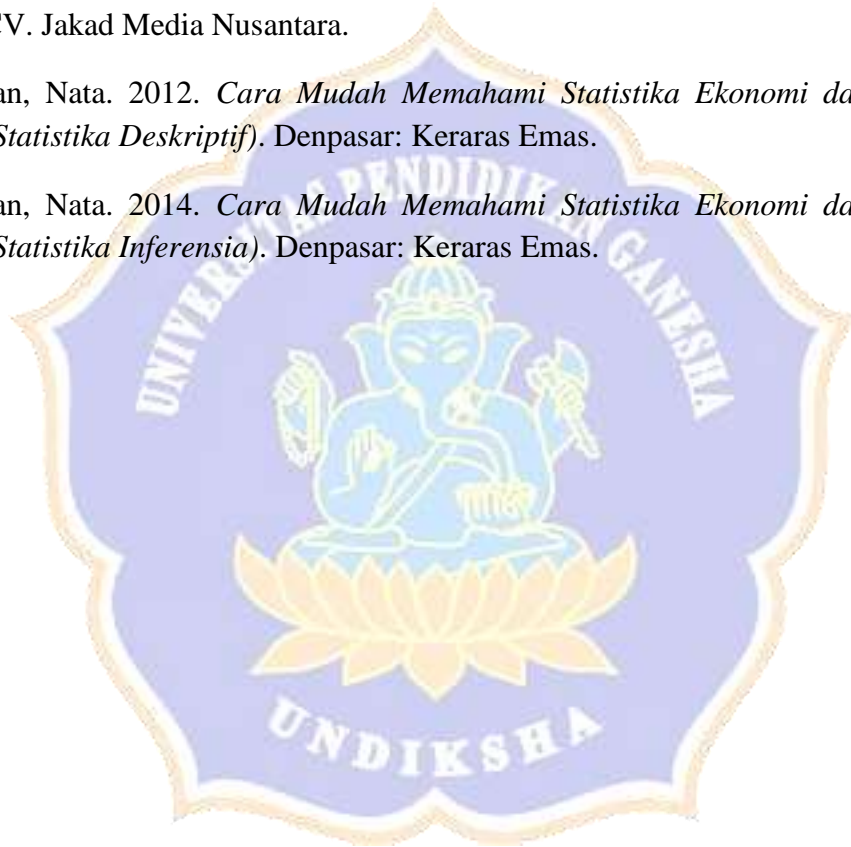 CV. Jakad Media Nusantara.
an, Nata. 2012. Cara Mudah Memahami Statistika Ekonomi da
Statistika Deskriptif). Denpasar: Keraras Emas.
an, Nata. 2014. Cara Mudah Memahami Statistika Ekonomi da
Statistika Inferensia). Denpasar: Keraras Emas.
UNIVERSITAS PENDIDIKAN GANESHA
UNDIKSHA